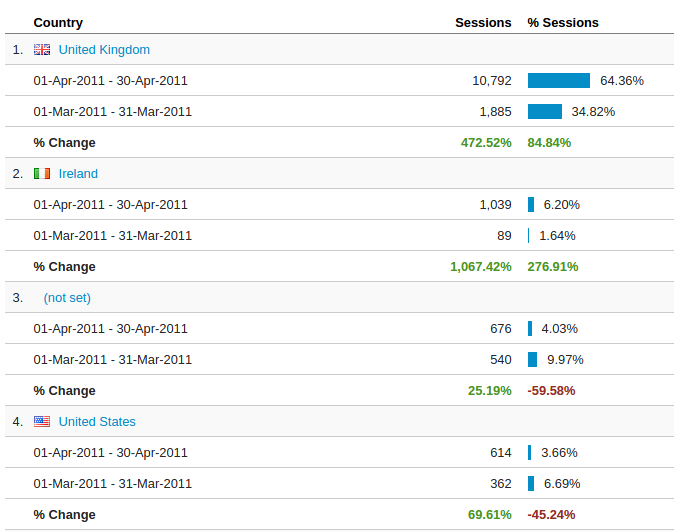 Country Sessions % Sessions
1. United Kingdom
01-Apr-2011 - 30-Apr-2011 10,792 64.36%
01-Mar-2011 - 31-Mar-2011 1,885 34.82%
% Change 472.52% 84.84%
2. Ireland
01-Apr-2011 - 30-Apr-2011 1,039 6.20%
01-Mar-2011 - 31-Mar-2011 89 1.64%
% Change 1,067.42% 276.91%
3. (not set)
01-Apr-2011 - 30-Apr-2011 676 4.03%
01-Mar-2011 - 31-Mar-2011 540 9.97%
% Change 25.19% -59.58%
4. United States
01-Apr-2011 - 30-Apr-2011 614 3.66%
01-Mar-2011 - 31-Mar-2011 362 6.69%
% Change 69.61% -45.24%